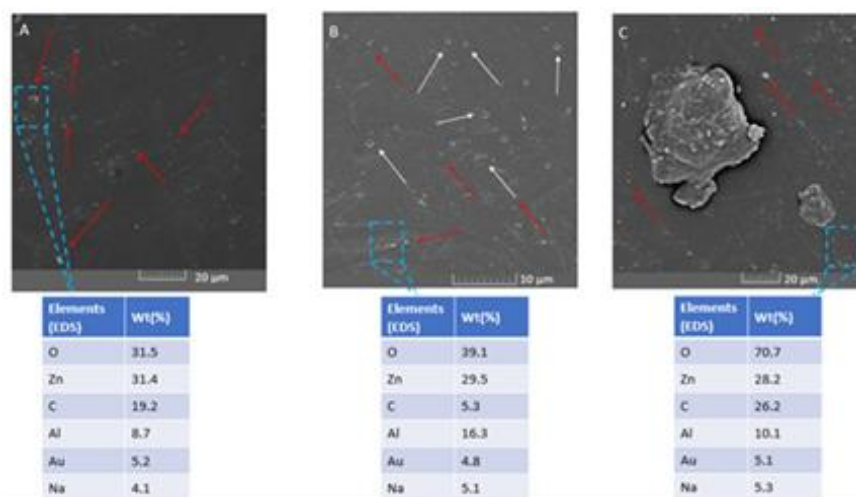 A
B
C
20 µm
10 µm
20 µm
Elements (EDS) Wt(%)
O 31.5
Zn 31.4
C 19.2
Al 8.7
Au 5.2
Na 4.1
Elements (EDS) Wt(%)
O 39.1
Zn 29.5
C 5.3
Al 16.3
Au 4.8
Na 5.1
Elements (EDS) Wt(%)
O 70.7
Zn 28.2
C 26.2
Al 10.1
Au 5.1
Na 5.3